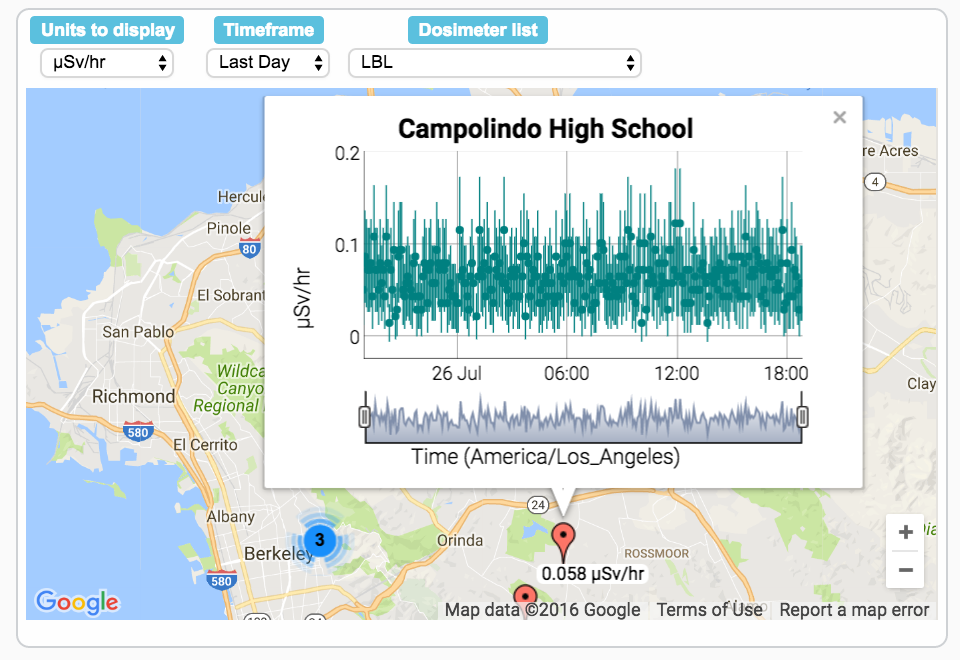 Units to display
Timeframe
Dosimeter list
µSv/hr
Last Day
LBL
Campolindo High School
×
0.2
0.1
0
µSv/hr
26 Jul
06:00
12:00
18:00
Time (America/Los_Angeles)
re Acres
4
Hercule
Pinole
80
El Sobrant
San Pablo
Wildca
Canyo
Regional
Richmond
Clay
580
El Cerrito
24
Albany
3
Orinda
Berkeley
ROSSMOOR
+
0.058 µSv/hr
−
580
Google
Map data ©2016 Google
Terms of Use
Report a map error